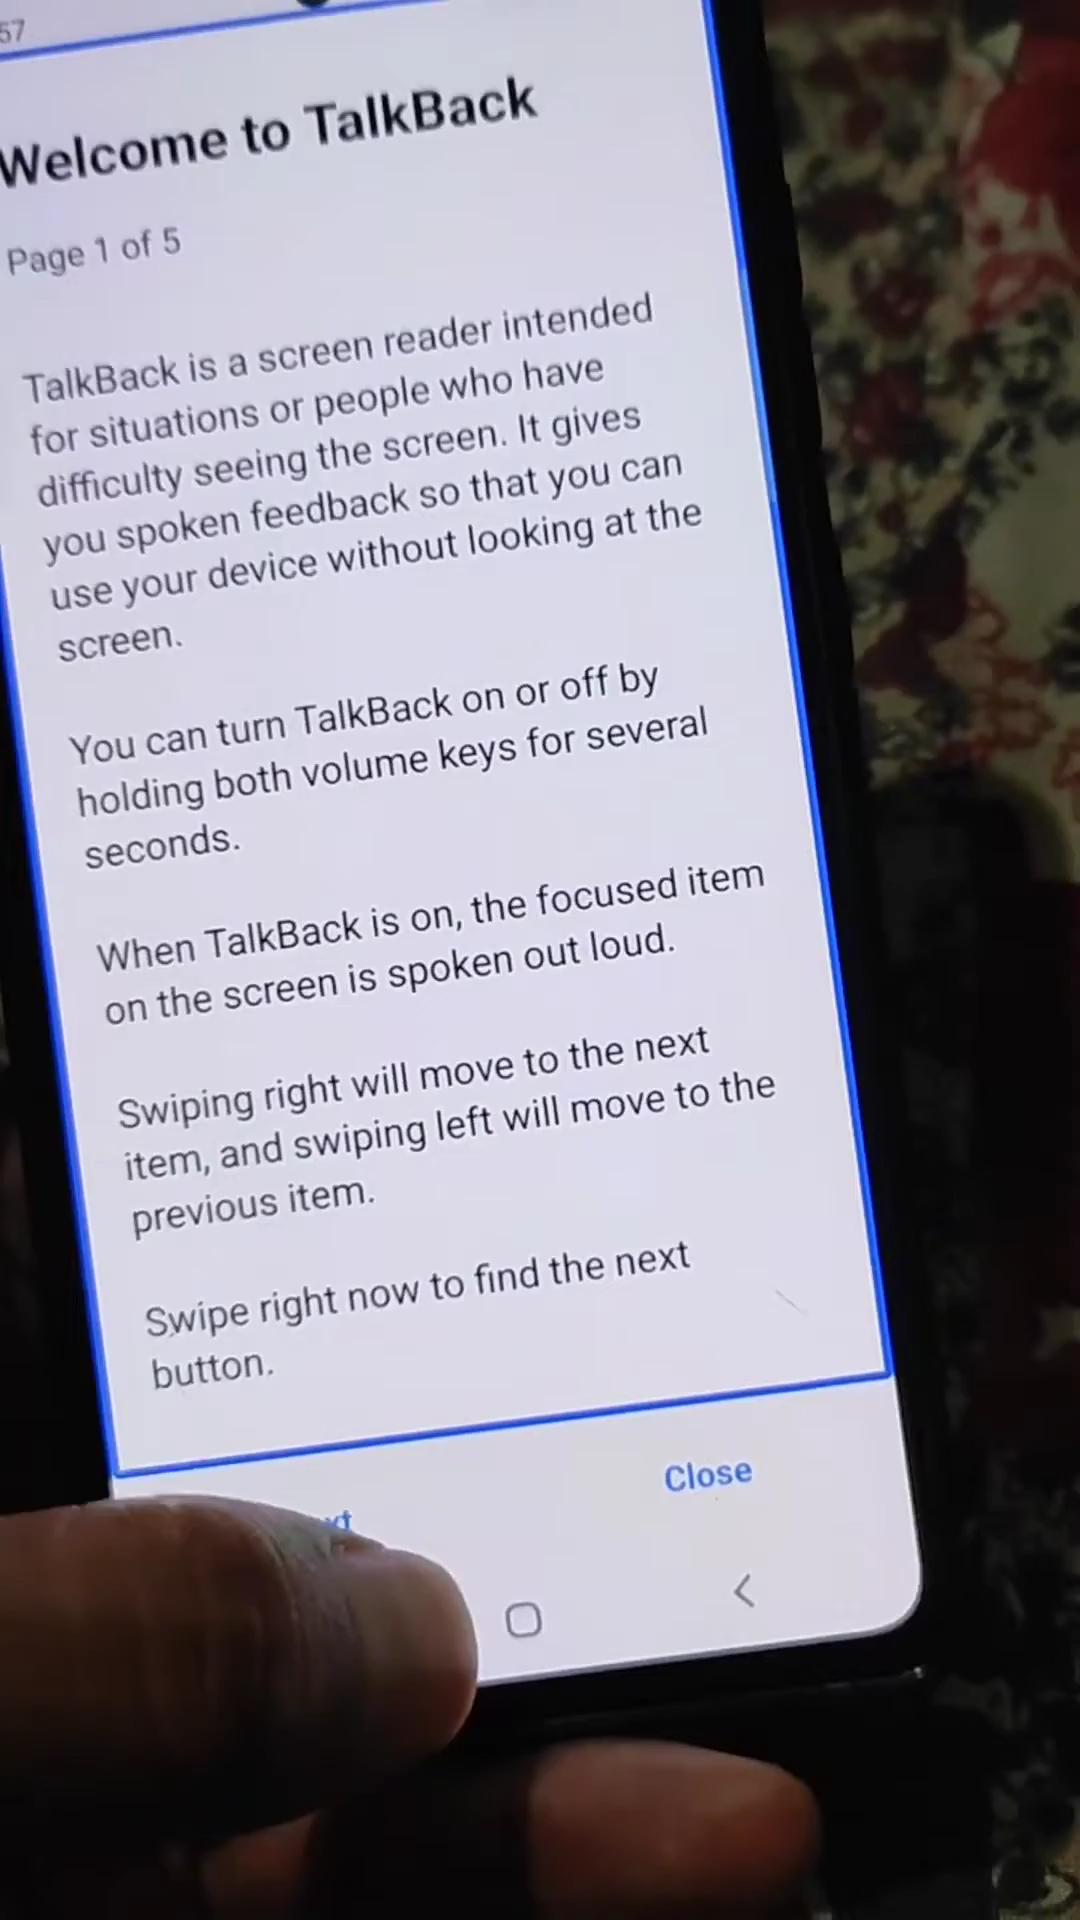 57
Welcome to TalkBack
Page 1 of 5
TalkBack is a screen reader intended
for situations or people who have
difficulty seeing the screen. It gives
you spoken feedback so that you can
use your device without looking at the
screen.
You can turn TalkBack on or off by
holding both volume keys for several
seconds.
When TalkBack is on, the focused item
on the screen is spoken out loud.
Swiping right will move to the next
item, and swiping left will move to the
previous item.
Swipe right now to find the next
button.
Close